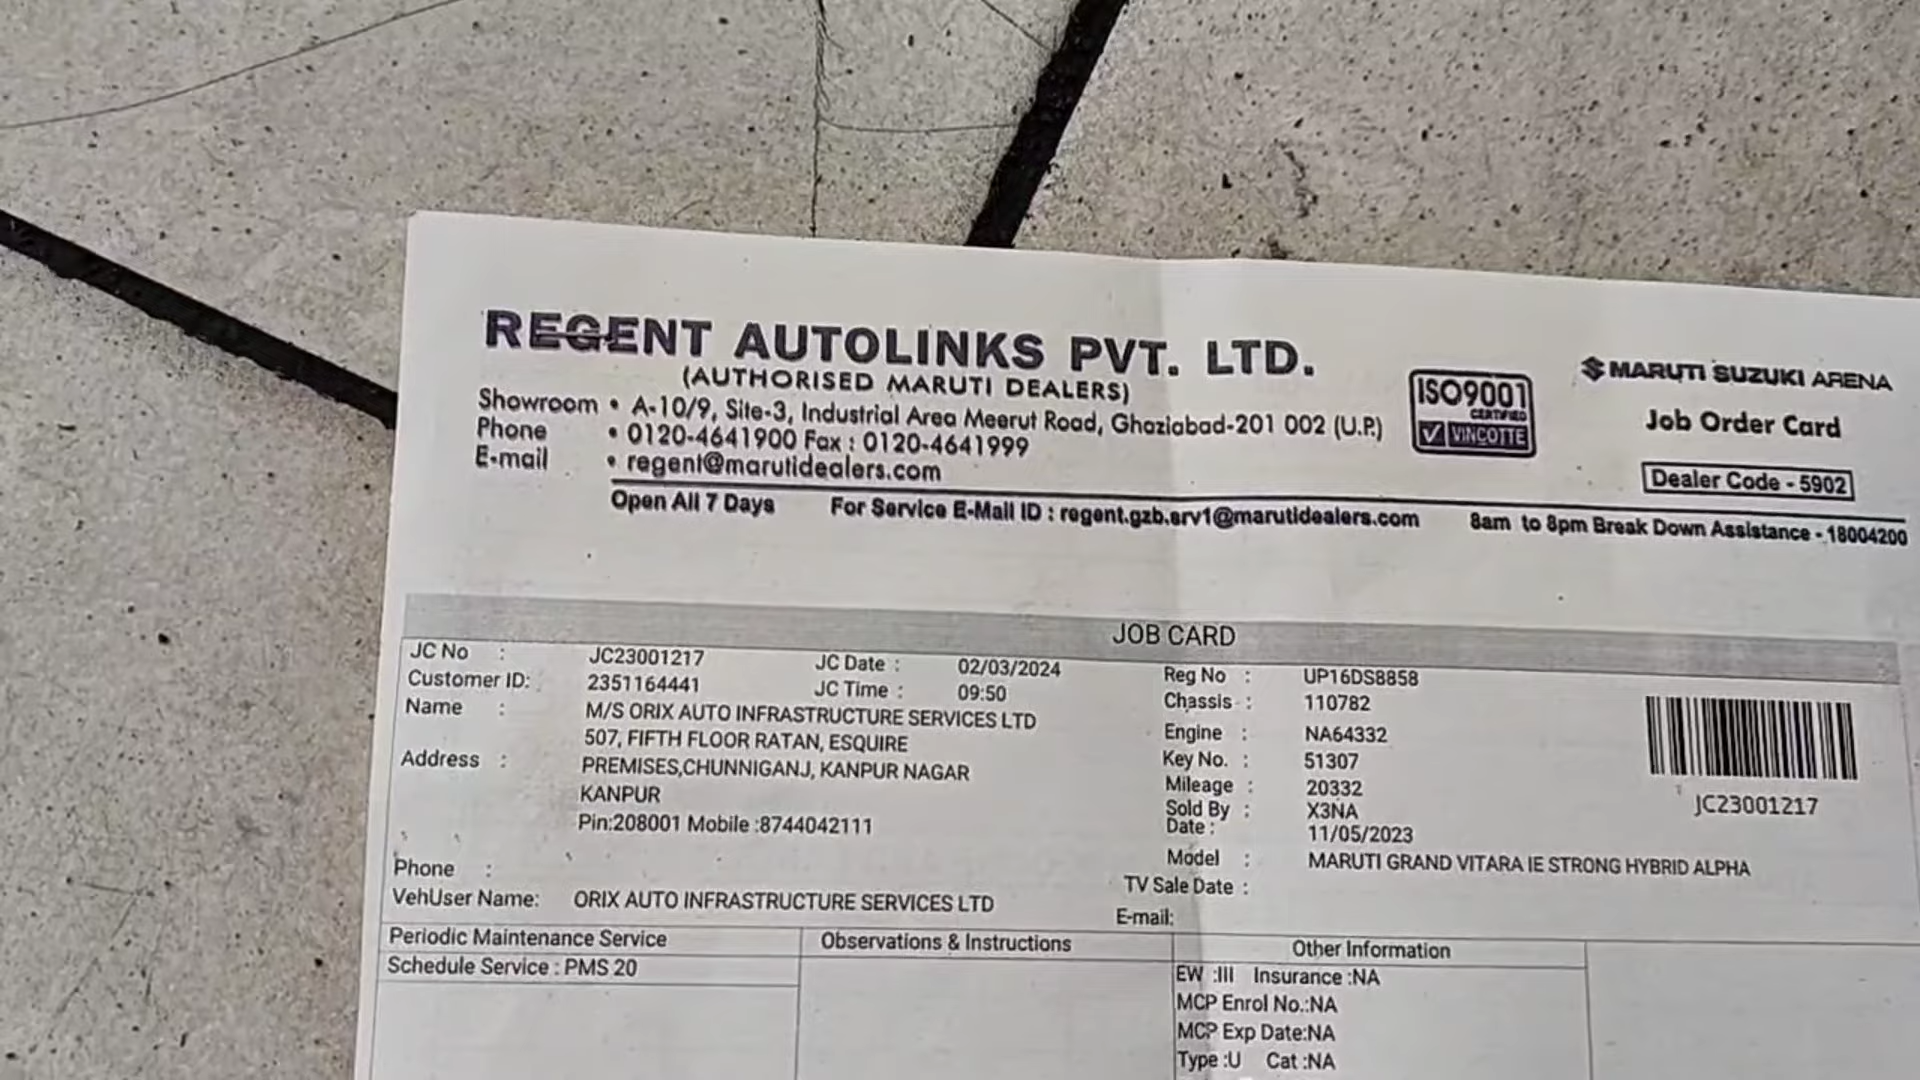 REGENT AUTOLINKS PVT. LTD.
(AUTHORISED MARUTI DEALERS)
Showroom • A-10/9, Site-3, Industrial Area Meerut Road, Ghaziabad-201 002 (U.P.)
Phone • 0120-4641900 Fax : 0120-4641999
E-mail • regent@marutidealers.com
ISO9001
CERTIFIED
VINCOTTE
MARUTI SUZUKI ARENA
Job Order Card
Dealer Code - 5902
Open All 7 Days For Service E-Mail ID : regent.gzb.srv1@marutidealers.com 8am to 8pm Break Down Assistance - 18004200
JOB CARD
JC No : JC23001217 JC Date : 02/03/2024
Customer ID: 2351164441 JC Time : 09:50
Name : M/S ORIX AUTO INFRASTRUCTURE SERVICES LTD
507, FIFTH FLOOR RATAN, ESQUIRE
Address : PREMISES,CHUNNIGANJ, KANPUR NAGAR
KANPUR
Pin:208001 Mobile :8744042111
Phone :
VehUser Name: ORIX AUTO INFRASTRUCTURE SERVICES LTD
Reg No : UP16DS8858
Chassis : 110782
Engine : NA64332
Key No. : 51307
Mileage : 20332
Sold By : X3NA
Date : 11/05/2023
Model : MARUTI GRAND VITARA IE STRONG HYBRID ALPHA
TV Sale Date :
E-mail:
JC23001217
Periodic Maintenance Service Observations & Instructions Other Information
Schedule Service : PMS 20
EW :III Insurance :NA
MCP Enrol No.:NA
MCP Exp Date:NA
Type :U Cat :NA